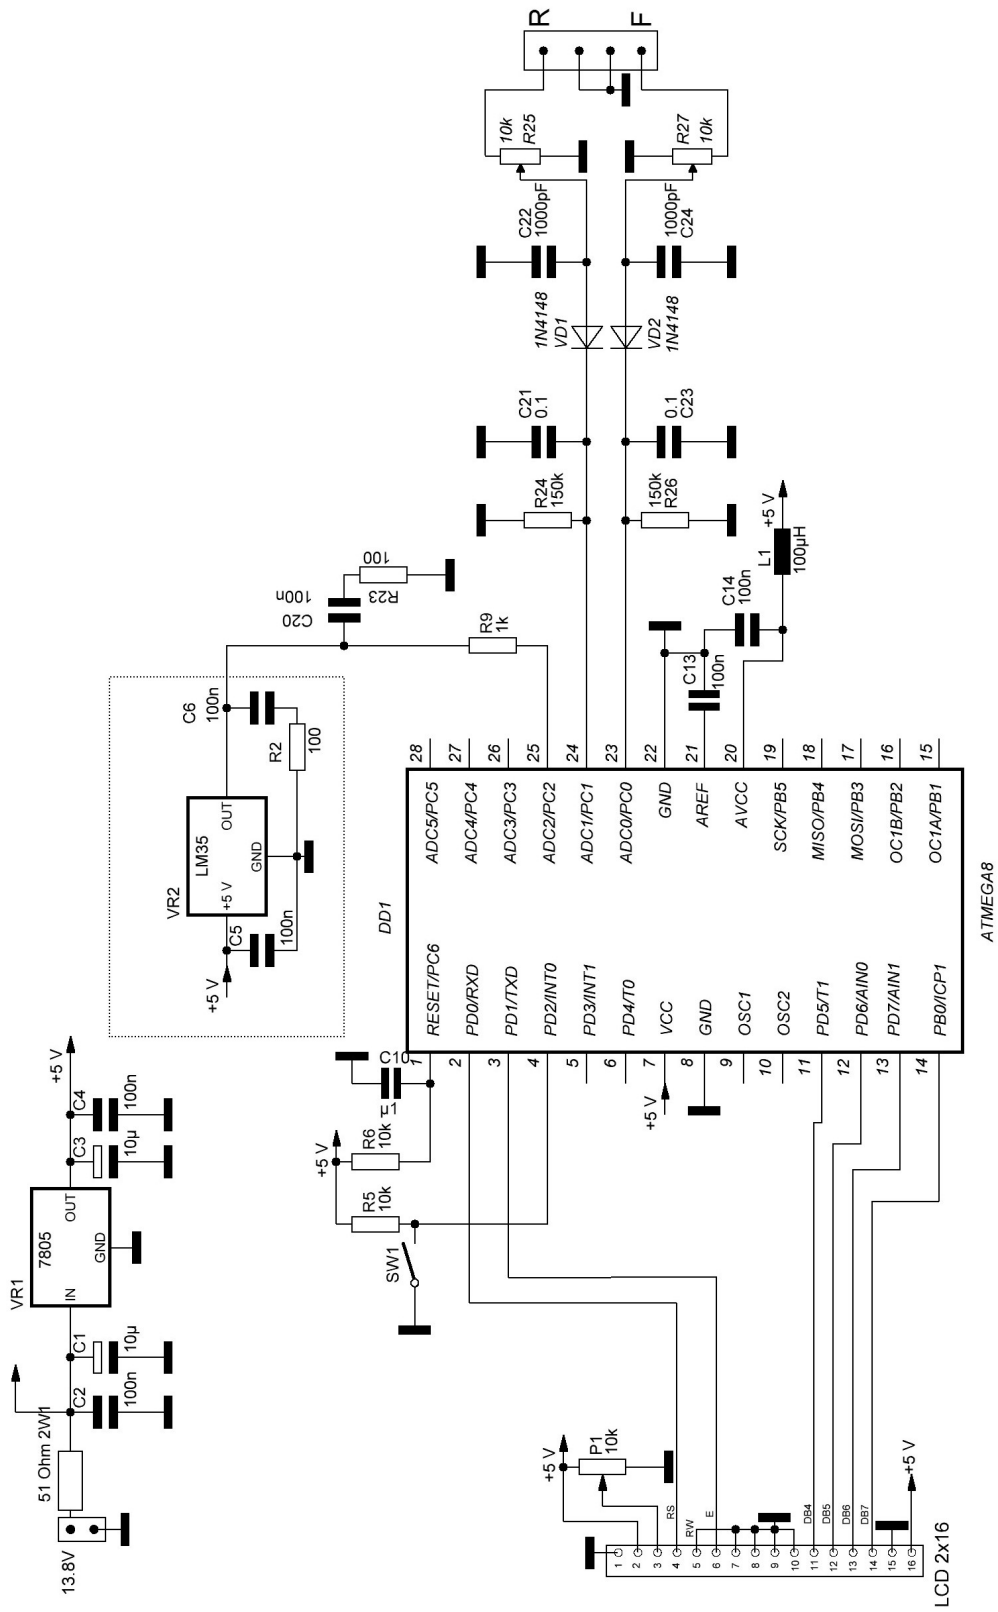 13.8V
51 Ohm 2W1
C2
100n
C1
10µ
VR1
IN
7805
GND
OUT
C3
10µ
C4
100n
+5 V
VR2
+5 V
C5
100n
+5 V
LM35
GND
OUT
C6
100n
R2
100
C20
100n
R23
100
R9
1k
+5 V
R5
10k
R6
10k
C10
SW1
DD1
ATMEGA8
1 RESET/PC6
2 PD0/RXD
3 PD1/TXD
4 PD2/INT0
5 PD3/INT1
6 PD4/T0
7 VCC
8 GND
9 OSC1
10 OSC2
11 PD5/T1
12 PD6/AIN0
13 PD7/AIN1
14 PB0/ICP1
+5 V
ADC5/PC5 28
ADC4/PC4 27
ADC3/PC3 26
ADC2/PC2 25
ADC1/PC1 24
ADC0/PC0 23
GND 22
AREF 21
AVCC 20
SCK/PB5 19
MISO/PB4 18
MOSI/PB3 17
OC1B/PB2 16
OC1A/PB1 15
C13
100n
C14
100n
L1
100µH
+5 V
R24
150k
C21
0.1
1N4148
VD1
C22
1000pF
10k
R25
R
150k
R26
0.1
C23
VD2
1N4148
1000pF
C24
R27
10k
F
+5 V
P1
10k
1
2
3
4 RS
5 RW
6 E
7
8
9
10
11 DB4
12 DB5
13 DB6
14 DB7
15
16
+5 V
LCD 2x16